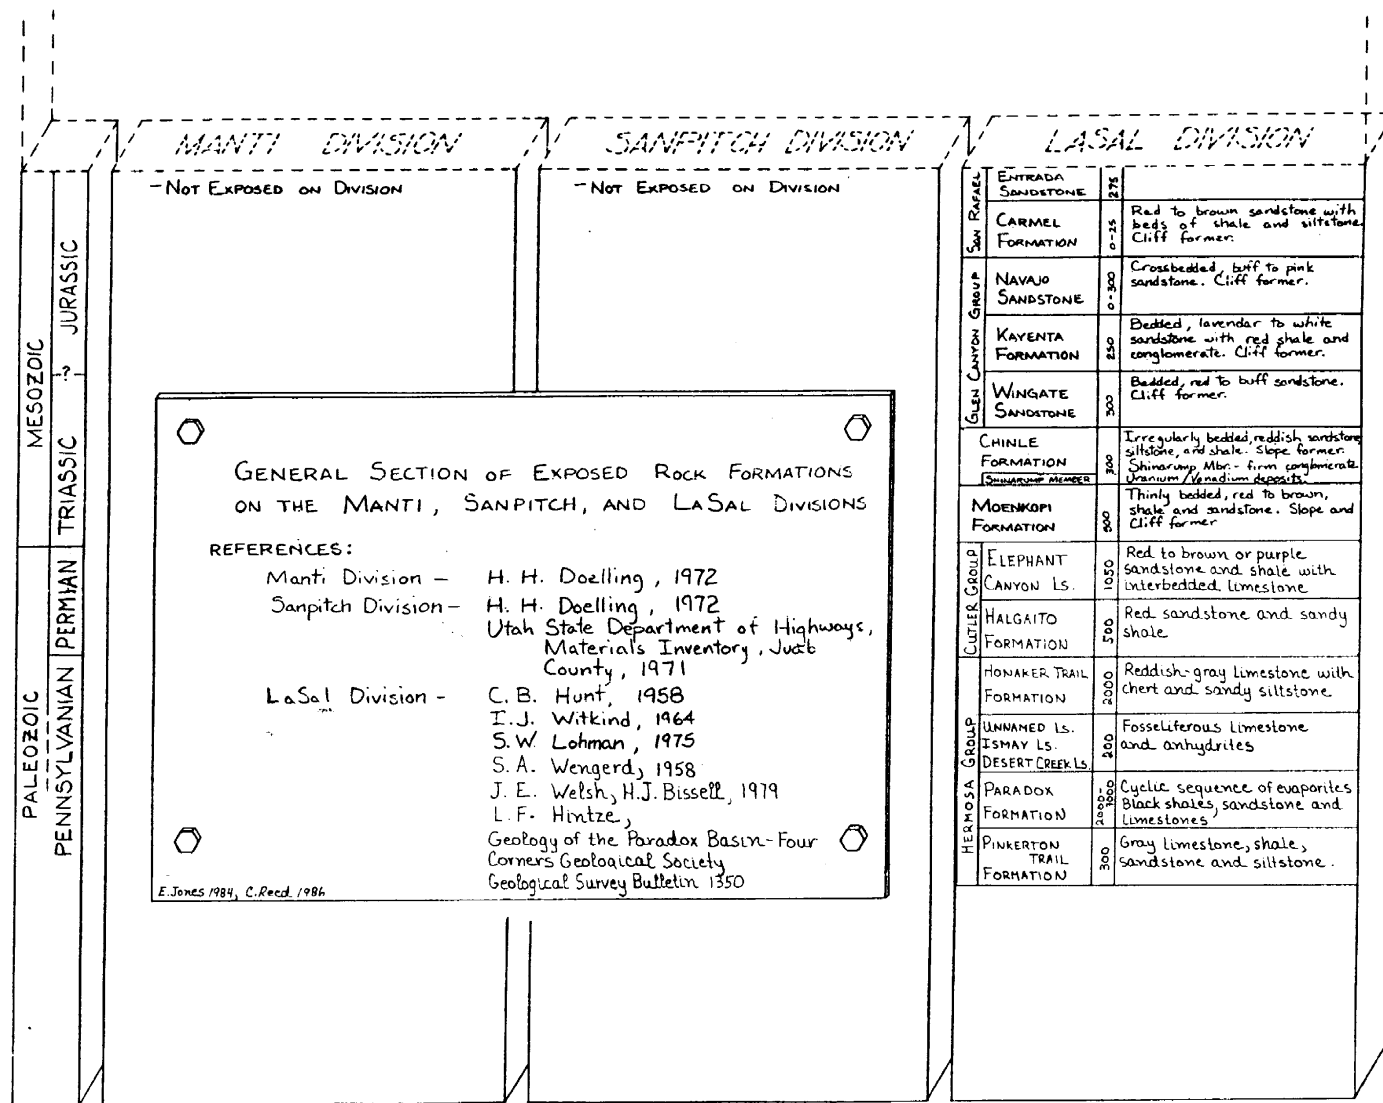 MANTI DIVISION
SANPITCH DIVISION
LASAL DIVISION
MESOZOIC
JURASSIC
-?-
TRIASSIC
PALEOZOIC
PERMIAN
PENNSYLVANIAN
- NOT EXPOSED ON DIVISION
- NOT EXPOSED ON DIVISION
SAN RAFAEL
ENTRADA
SANDSTONE
275
CARMEL
FORMATION
0-25
Red to brown sandstone with
beds of shale and siltstone.
Cliff former.
GLEN CANYON GROUP
NAVAJO
SANDSTONE
0-300
Crossbedded, buff to pink
sandstone. Cliff former.
KAYENTA
FORMATION
250
Bedded, lavendar to white
sandstone with red shale and
conglomerate. Cliff former.
WINGATE
SANDSTONE
300
Bedded, red to buff sandstone.
Cliff former.
CHINLE
FORMATION
SHINARUMP MEMBER
300
Irregularly bedded, reddish sandstone,
siltstone, and shale. Slope former.
Shinarump Mbr. - firm conglomerate
Uranium/Vanadium deposits.
MOENKOPI
FORMATION
500
Thinly bedded, red to brown,
shale and sandstone. Slope and
Cliff former
CUTLER GROUP
ELEPHANT
CANYON LS.
1050
Red to brown or purple
sandstone and shale with
interbedded limestone
HALGAITO
FORMATION
500
Red sandstone and sandy
shale
HERMOSA GROUP
HONAKER TRAIL
FORMATION
2000
Reddish-gray limestone with
chert and sandy siltstone
UNNAMED LS.
ISMAY LS.
DESERT CREEK LS.
200
Fosseliferous limestone
and anhydrites
PARADOX
FORMATION
2000-
3000
Cyclic sequence of evaporites
Black shales, sandstone and
limestones
PINKERTON
TRAIL
FORMATION
300
Gray limestone, shale,
sandstone and siltstone.
GENERAL SECTION OF EXPOSED ROCK FORMATIONS
ON THE MANTI, SANPITCH, AND LASAL DIVISIONS
REFERENCES:
Manti Division - H. H. Doelling, 1972
Sanpitch Division - H. H. Doelling, 1972
Utah State Department of Highways,
Materials Inventory, Juab
County, 1971
LaSal Division - C. B. Hunt, 1958
I. J. Witkind, 1964
S. W. Lohman, 1975
S. A. Wengerd, 1958
J. E. Welsh, H. J. Bissell, 1979
L. F. Hintze,
Geology of the Paradox Basin-Four
Corners Geological Society
Geological Survey Bulletin 1350
E. Jones 1984, C. Reed 1986